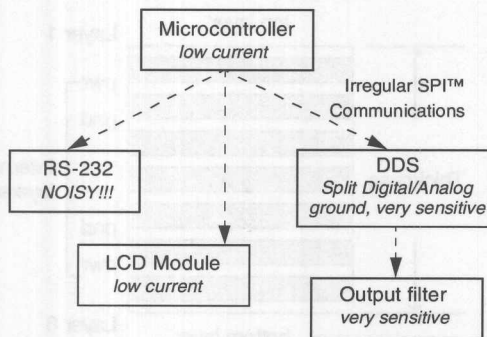 Microcontroller
low current
Irregular SPI™
Communications
RS-232
NOISY!!!
DDS
Split Digital/Analog
ground, very sensitive
LCD Module
low current
Output filter
very sensitive